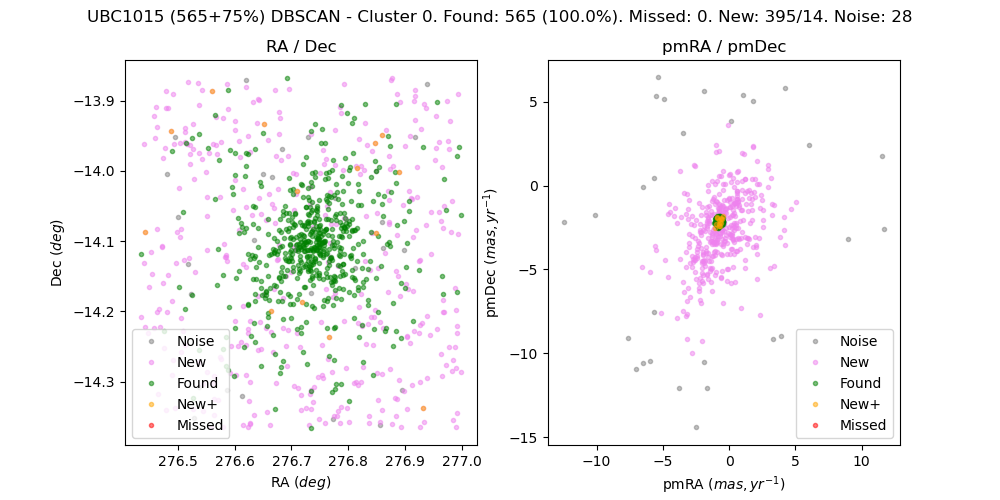 UBC1015 (565+75%) DBSCAN - Cluster 0. Found: 565 (100.0%). Missed: 0. New: 395/14. Noise: 28
RA / Dec
−13.9
−14.0
−14.1
−14.2
−14.3
Dec (deg)
Noise
New
Found
New+
Missed
276.5 276.6 276.7 276.8 276.9 277.0
RA (deg)
pmRA / pmDec
5
0
−5
−10
−15
pmDec (mas, yr⁻¹)
Noise
New
Found
New+
Missed
−10 −5 0 5 10
pmRA (mas, yr⁻¹)